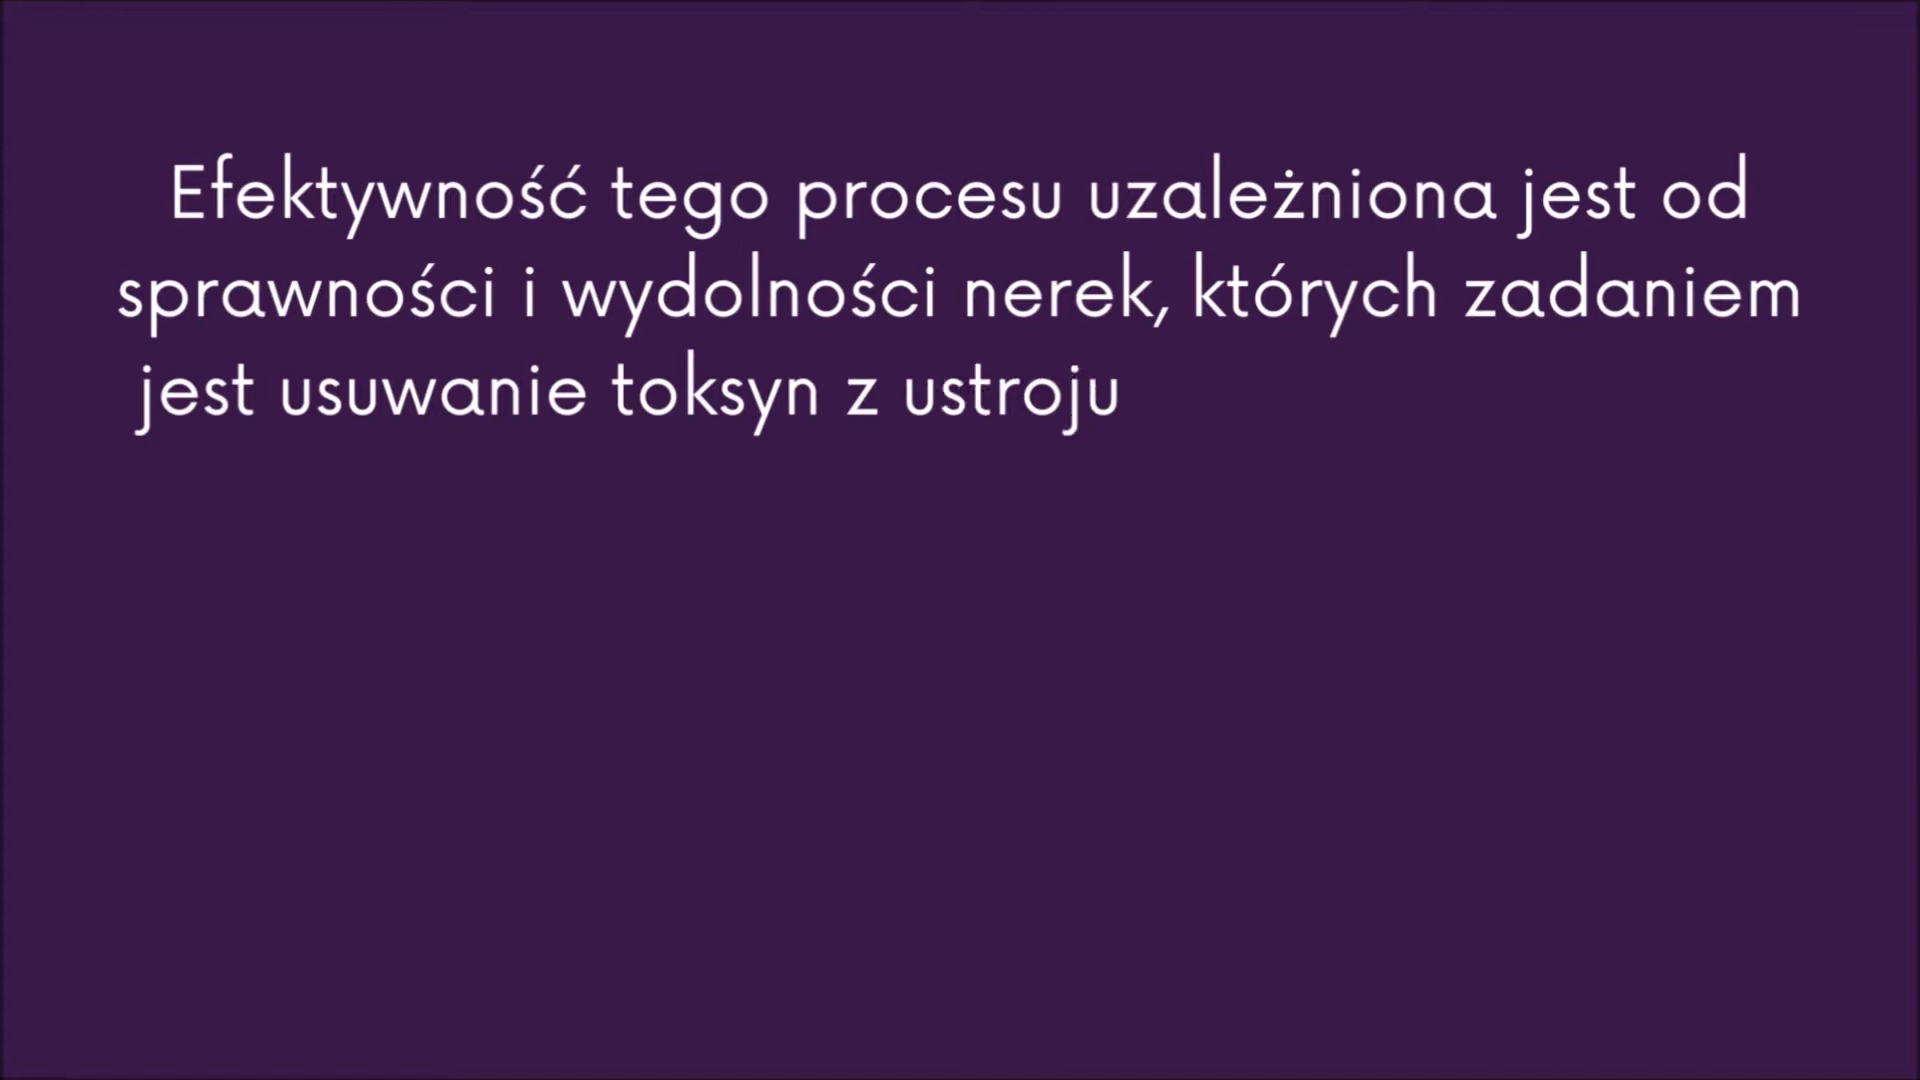 Efektywność tego procesu uzależniona jest od
sprawności i wydolności nerek, których zadaniem
jest usuwanie toksyn z ustroju